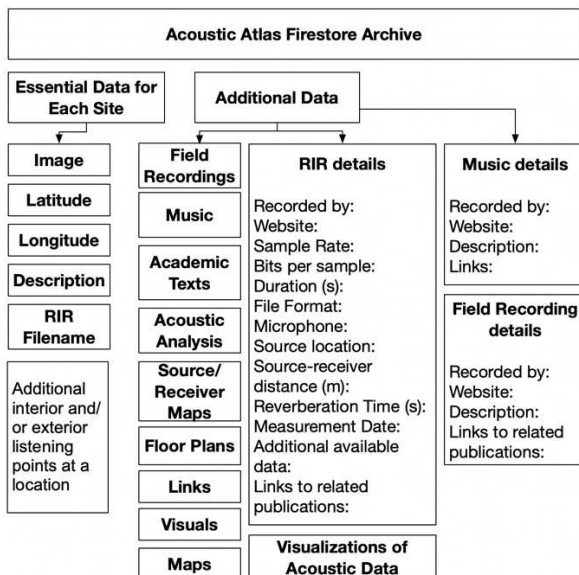 Acoustic Atlas Firestore Archive
Essential Data for
Each Site
Additional Data
Image
Latitude
Longitude
Description
RIR
Filename
Additional
interior and/
or exterior
listening
points at a
location
Field
Recordings
Music
Academic
Texts
Acoustic
Analysis
Source/
Receiver
Maps
Floor Plans
Links
Visuals
Maps
RIR details
Recorded by:
Website:
Sample Rate:
Bits per sample:
Duration (s):
File Format:
Microphone:
Source location:
Source-receiver
distance (m):
Reverberation Time (s):
Measurement Date:
Additional available
data:
Links to related
publications:
Visualizations of
Acoustic Data
Music details
Recorded by:
Website:
Description:
Links:
Field Recording
details
Recorded by:
Website:
Description:
Links to related
publications: